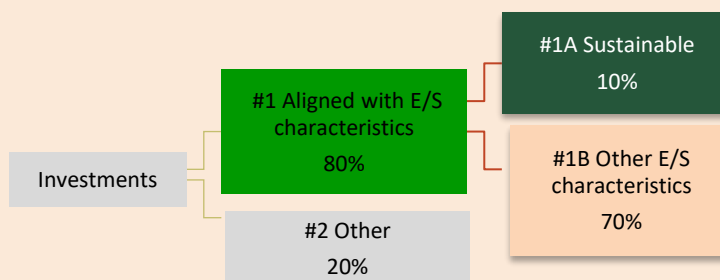 Investments
#1 Aligned with E/S
characteristics
80%
#2 Other
20%
#1A Sustainable
10%
#1B Other E/S
characteristics
70%